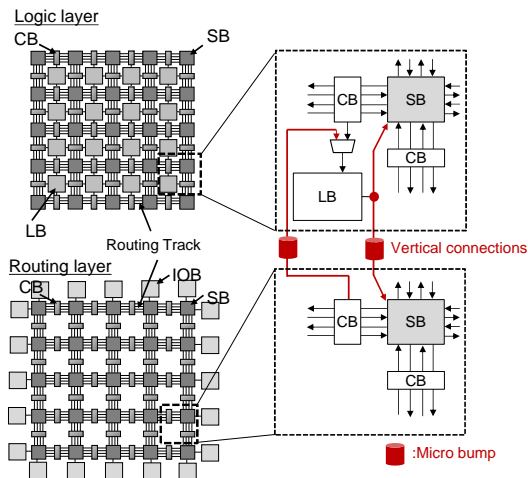 Logic layer
CB
SB
LB
Routing Track
CB
SB
CB
LB
Vertical connections
Routing layer
CB
IOB
SB
CB
SB
CB
:Micro bump